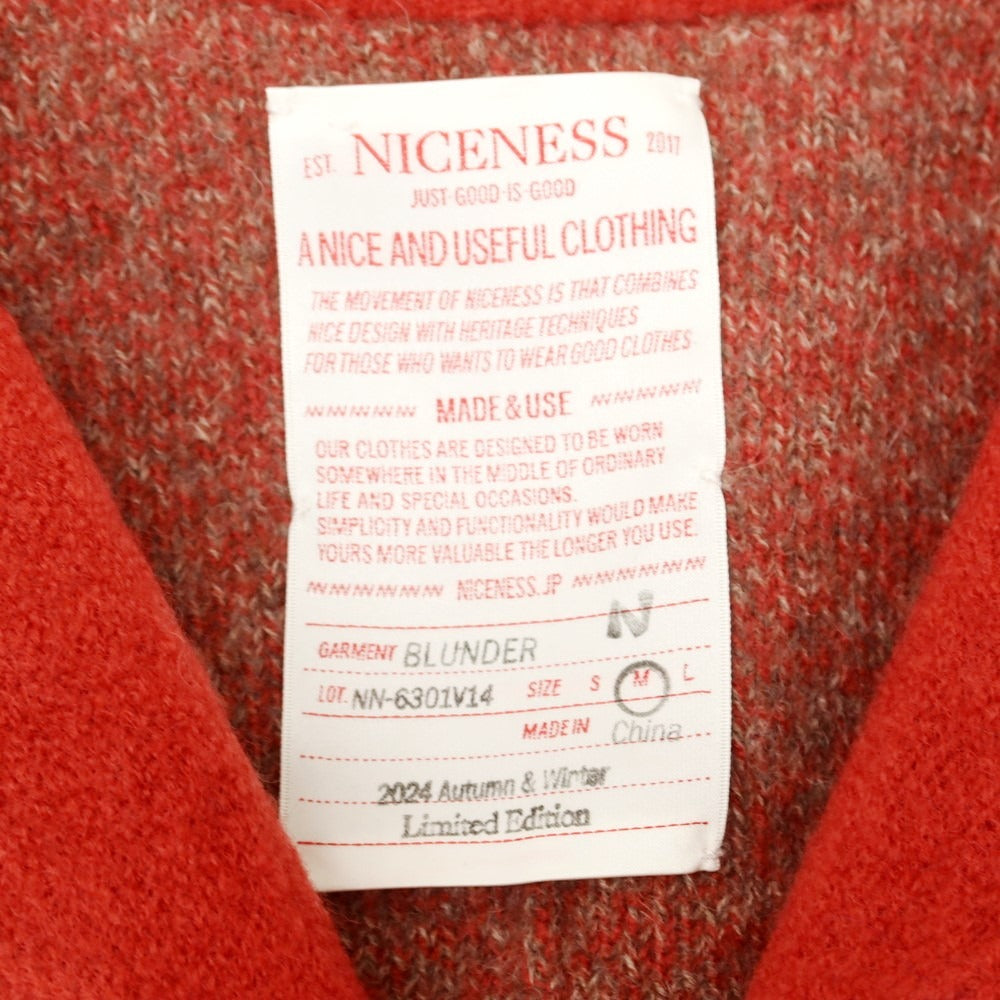 EST. NICENESS 2017
JUST-GOOD-IS-GOOD
A NICE AND USEFUL CLOTHING
THE MOVEMENT OF NICENESS IS THAT COMBINES
NICE DESIGN WITH HERITAGE TECHNIQUES
FOR THOSE WHO WANTS TO WEAR GOOD CLOTHES.
NNNNNNN MADE & USE NNNNNNN
OUR CLOTHES ARE DESIGNED TO BE WORN
SOMEWHERE IN THE MIDDLE OF ORDINARY
LIFE AND SPECIAL OCCASIONS.
SIMPLICITY AND FUNCTIONALITY WOULD MAKE
YOURS MORE VALUABLE THE LONGER YOU USE.
NNNNNNNN NICENESS.JP NNNNNNNN
N
GARMENT BLUNDER
LOT. NN-6301V14 SIZE S M L
MADE IN China
2024 Autumn & Winter
Limited Edition